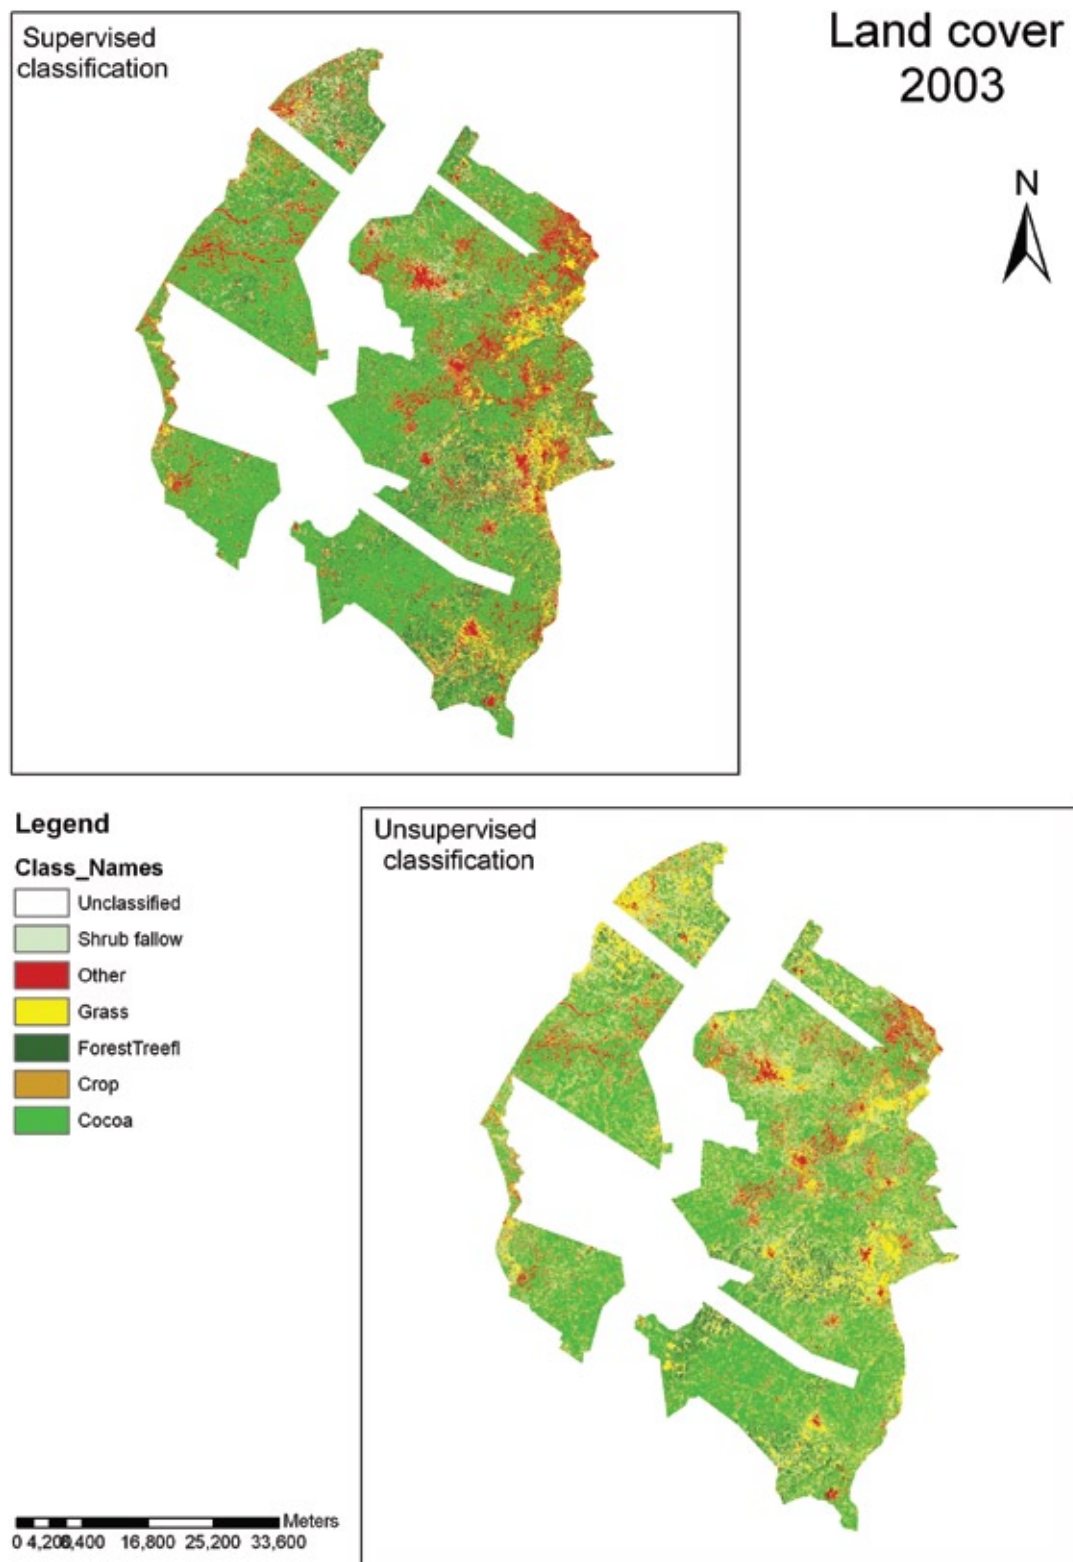 Supervised
classification
Land cover
2003
N
Legend
Class_Names
Unclassified
Shrub fallow
Other
Grass
ForestTreefl
Crop
Cocoa
Unsupervised
classification
Meters
0 16,800 25,200 33,600